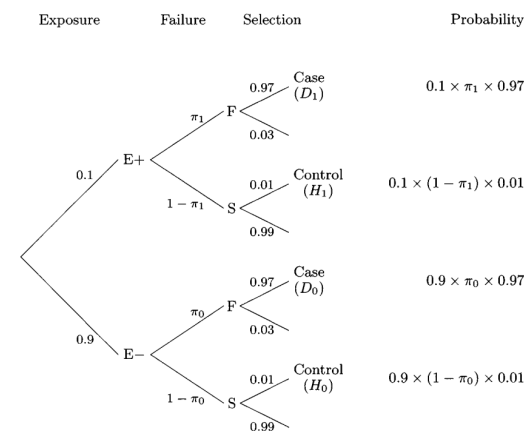 Exposure Failure Selection Probability
0.97 Case
(D₁) 0.1 × π₁ × 0.97
π₁ F
0.03
E+
0.1
0.01 Control
(H₁) 0.1 × (1 − π₁) × 0.01
1 − π₁ S
0.99
0.97 Case
(D₀) 0.9 × π₀ × 0.97
π₀ F
0.03
0.9
E−
0.01 Control
(H₀) 0.9 × (1 − π₀) × 0.01
1 − π₀ S
0.99